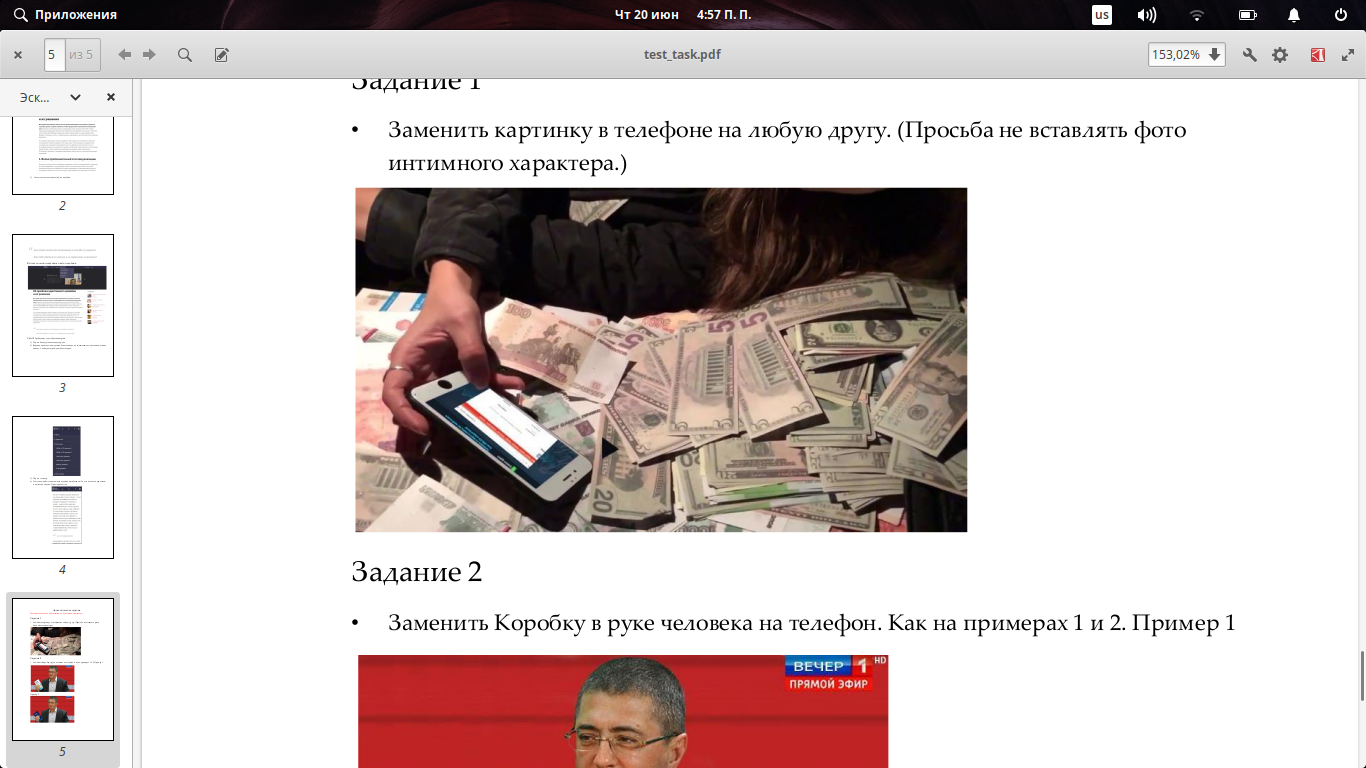 Приложения
Чт 20 июн 4:57 П. П.
us
5 из 5
test_task.pdf
153,02%
Эск...
2
3
4
5
Задание 1
• Заменить картинку в телефоне на любую другу. (Просьба не вставлять фото
интимного характера.)
Задание 2
• Заменить Коробку в руке человека на телефон. Как на примерах 1 и 2. Пример 1
ВЕЧЕР 1 HD
ПРЯМОЙ ЭФИР